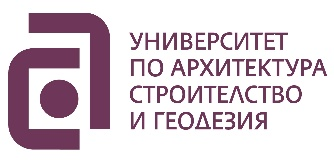 УНИВЕРСИТЕТ
ПО АРХИТЕКТУРА
СТРОИТЕЛСТВО
И ГЕОДЕЗИЯ